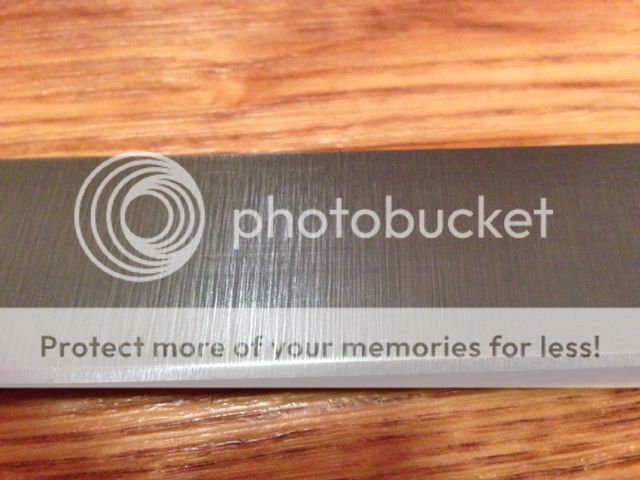 photobucket
Protect more of your memories for less!